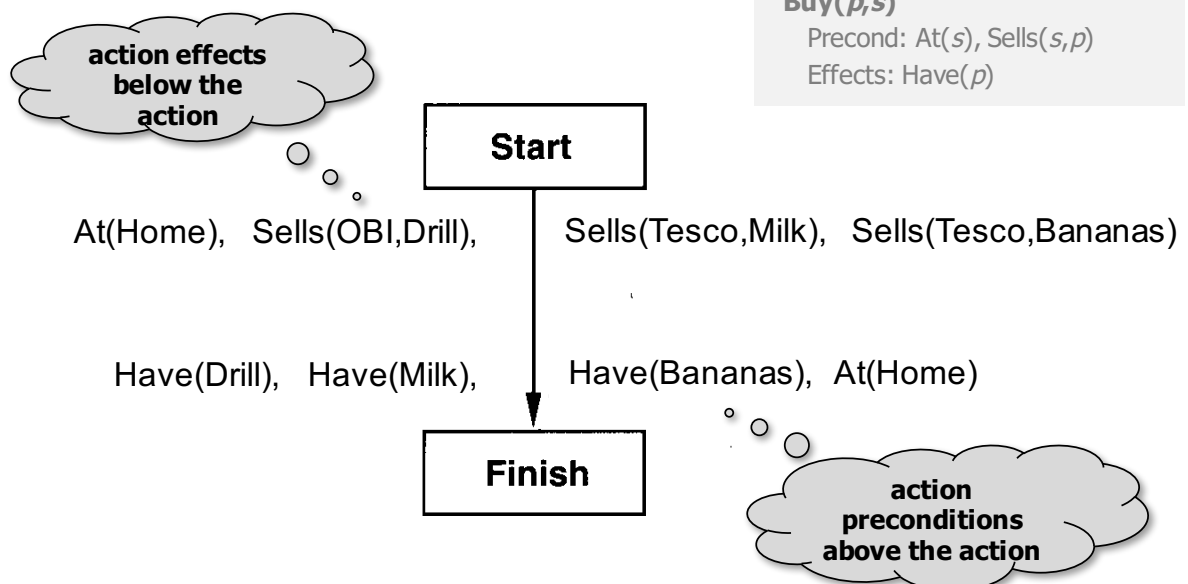 Buy(p,s)
Precond: At(s), Sells(s,p)
Effects: Have(p)
action effects
below the
action
Start
At(Home), Sells(OBI,Drill), Sells(Tesco,Milk), Sells(Tesco,Bananas)
Have(Drill), Have(Milk), Have(Bananas), At(Home)
Finish
action
preconditions
above the action